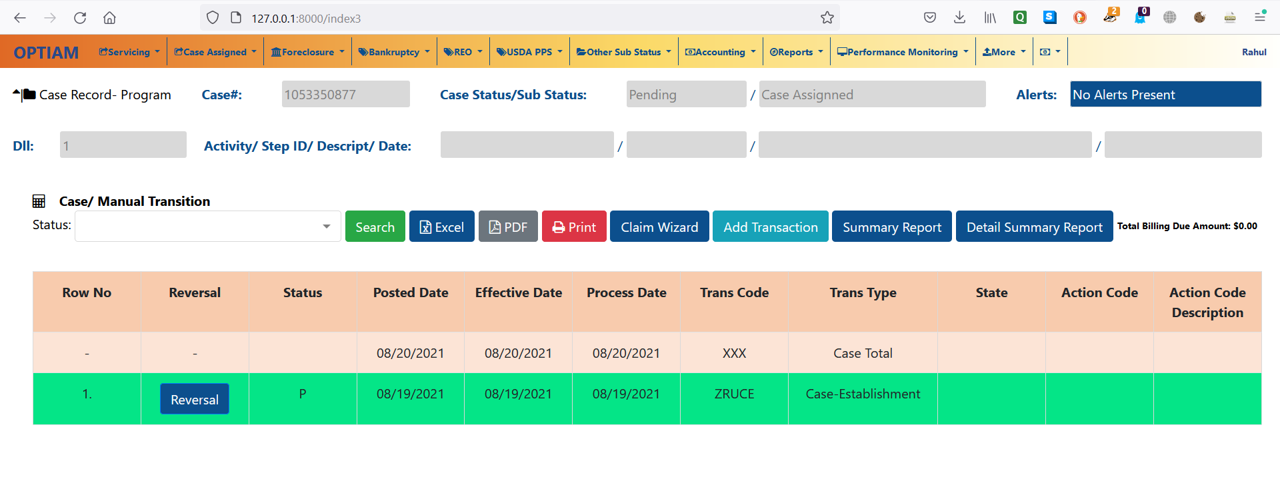 127.0.0.1:8000/index3
2
0
OPTIAM Servicing Case Assigned Foreclosure Bankruptcy REO USDA PPS Other Sub Status Accounting Reports Performance Monitoring More Rahul
Case Record- Program Case#: 1053350877 Case Status/Sub Status: Pending / Case Assignned Alerts: No Alerts Present
Dll: 1 Activity/ Step ID/ Descript/ Date: / / /
Case/ Manual Transition
Status: Search Excel PDF Print Claim Wizard Add Transaction Summary Report Detail Summary Report Total Billing Due Amount: $0.00
Row No Reversal Status Posted Date Effective Date Process Date Trans Code Trans Type State Action Code Action Code
Description
- - 08/20/2021 08/20/2021 08/20/2021 XXX Case Total
1. Reversal P 08/19/2021 08/19/2021 08/19/2021 ZRUCE Case-Establishment